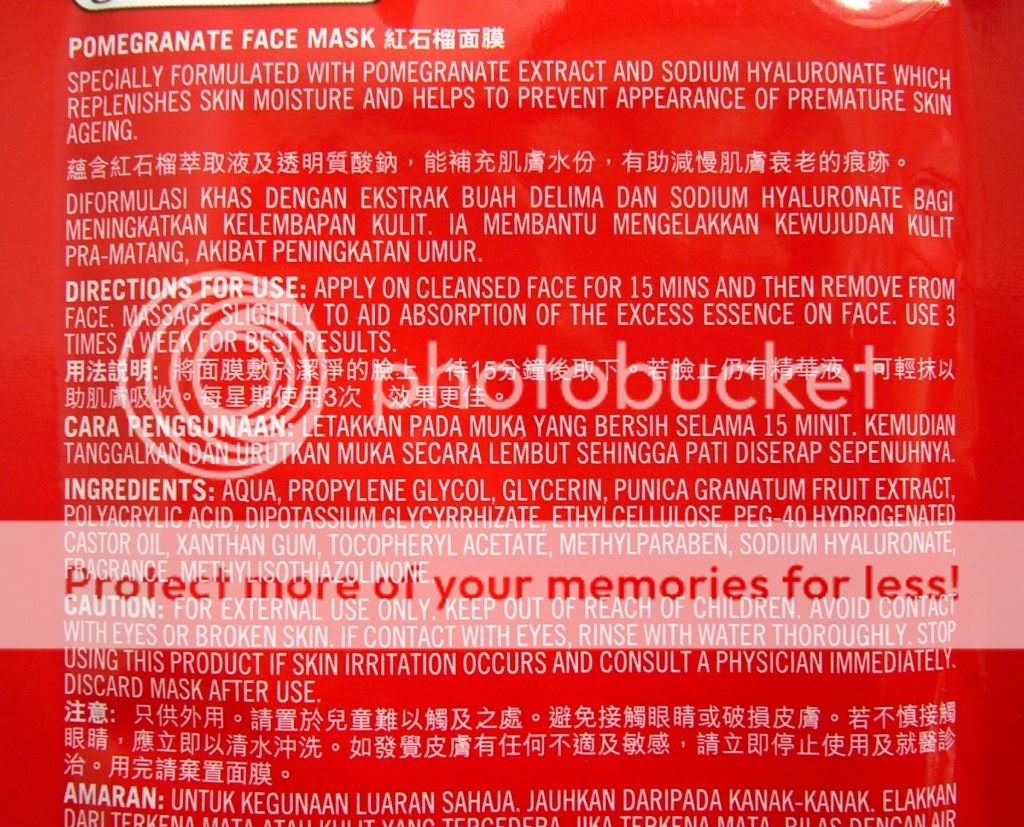 POMEGRANATE FACE MASK 紅石榴面膜
SPECIALLY FORMULATED WITH POMEGRANATE EXTRACT AND SODIUM HYALURONATE WHICH
REPLENISHES SKIN MOISTURE AND HELPS TO PREVENT APPEARANCE OF PREMATURE SKIN
AGEING.
蘊含紅石榴萃取液及透明質酸鈉，能補充肌膚水份，有助減慢肌膚衰老的痕跡。
DIFORMULASI KHAS DENGAN EKSTRAK BUAH DELIMA DAN SODIUM HYALURONATE BAGI
MENINGKATKAN KELEMBAPAN KULIT. IA MEMBANTU MENGELAKKAN KEWUJUDAN KULIT
PRA-MATANG, AKIBAT PENINGKATAN UMUR.
DIRECTIONS FOR USE: APPLY ON CLEANSED FACE FOR 15 MINS AND THEN REMOVE FROM
FACE. MASSAGE SLIGHTLY TO AID ABSORPTION OF THE EXCESS ESSENCE ON FACE. USE 3
TIMES A WEEK FOR BEST RESULTS.
用法說明: 將面膜敷於潔淨的臉上，待15分鐘後取下。若臉上仍有精華液，可輕抹以
助肌膚吸收。每星期使用3次，效果更佳。
photobucket
CARA PENGGUNAAN: LETAKKAN PADA MUKA YANG BERSIH SELAMA 15 MINIT. KEMUDIAN
TANGGALKAN DAN URUTKAN MUKA SECARA LEMBUT SEHINGGA PATI DISERAP SEPENUHNYA.
INGREDIENTS: AQUA, PROPYLENE GLYCOL, GLYCERIN, PUNICA GRANATUM FRUIT EXTRACT,
POLYACRYLIC ACID, DIPOTASSIUM GLYCYRRHIZATE, ETHYLCELLULOSE, PEG-40 HYDROGENATED
CASTOR OIL, XANTHAN GUM, TOCOPHERYL ACETATE, METHYLPARABEN, SODIUM HYALURONATE,
FRAGRANCE, METHYLISOTHIAZOLINONE.
Protect more of your memories for less!
CAUTION: FOR EXTERNAL USE ONLY. KEEP OUT OF REACH OF CHILDREN. AVOID CONTACT
WITH EYES OR BROKEN SKIN. IF CONTACT WITH EYES, RINSE WITH WATER THOROUGHLY. STOP
USING THIS PRODUCT IF SKIN IRRITATION OCCURS AND CONSULT A PHYSICIAN IMMEDIATELY.
DISCARD MASK AFTER USE.
注意: 只供外用。請置於兒童難以觸及之處。避免接觸眼睛或破損皮膚。若不慎接觸
眼睛，應立即以清水沖洗。如發覺皮膚有任何不適及敏感，請立即停止使用及就醫診
治。用完請棄置面膜。
AMARAN: UNTUK KEGUNAAN LUARAN SAHAJA. JAUHKAN DARIPADA KANAK-KANAK. ELAKKAN
DARI TERKENA MATA ATAU KULIT YANG TERCEDERA. JIKA TERKENA MATA, BILAS DENGAN AIR